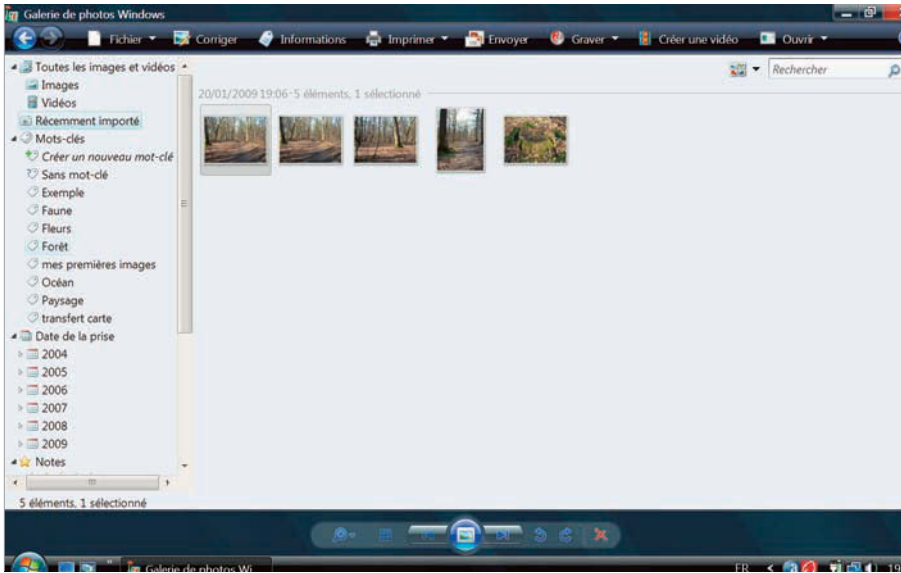 Galerie de photos Windows
Fichier Corriger Informations Imprimer Envoyer Graver Créer une vidéo Ouvrir
Toutes les images et vidéos
Images
Vidéos
Récemment importé
Mots-clés
Créer un nouveau mot-clé
Sans mot-clé
Exemple
Faune
Fleurs
Forêt
mes premières images
Océan
Paysage
transfert carte
Date de la prise
2004
2005
2006
2007
2008
2009
Notes
5 éléments, 1 sélectionné
Rechercher
20/01/2009 19:06 · 5 éléments, 1 sélectionné
Galerie de photos Wi...
FR
19